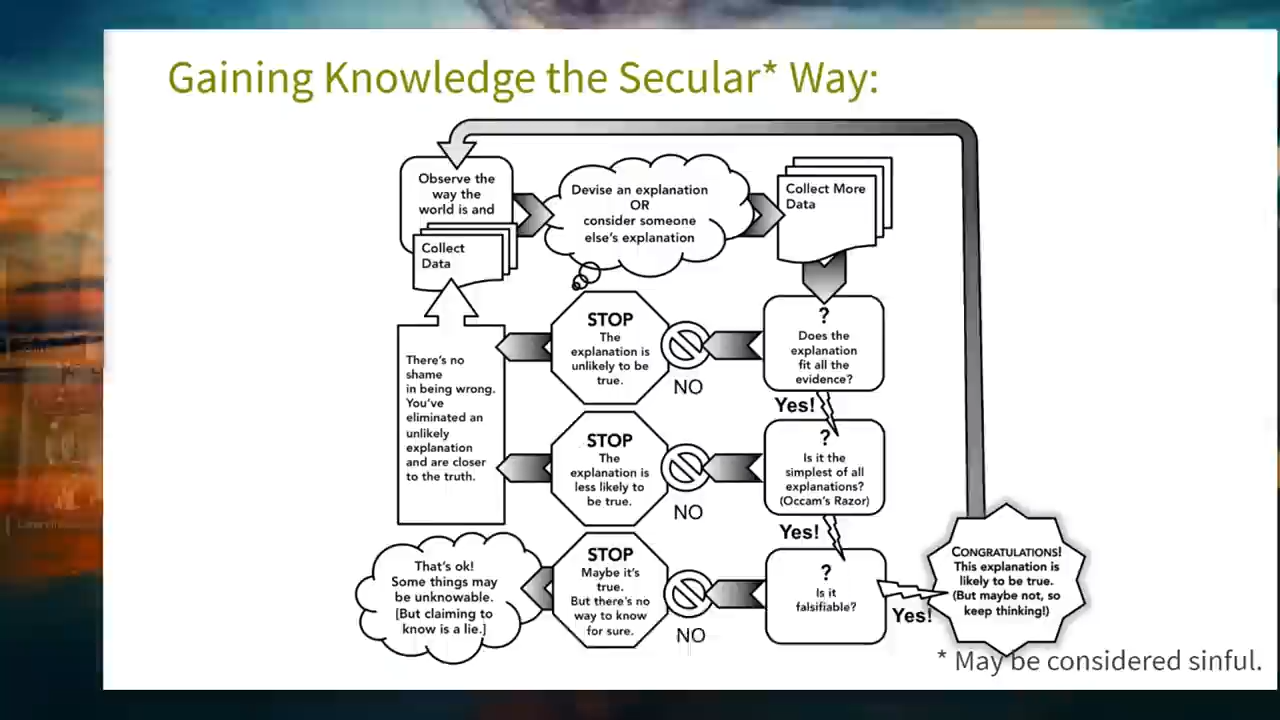 Gaining Knowledge the Secular* Way:
Observe the
way the
world is and
Collect
Data
Devise an explanation
OR
consider someone
else's explanation
Collect More
Data
?
Does the
explanation
fit all the
evidence?
NO
STOP
The
explanation is
unlikely to be
true.
There's no
shame
in being wrong.
You've
eliminated an
unlikely
explanation
and are closer
to the truth.
Yes!
?
Is it the
simplest of all
explanations?
(Occam's Razor)
NO
STOP
The
explanation is
less likely to
be true.
Yes!
?
Is it
falsifiable?
NO
STOP
Maybe it's
true.
But there's no
way to know
for sure.
That's ok!
Some things may
be unknowable.
[But claiming to
know is a lie.]
Yes!
CONGRATULATIONS!
This explanation is
likely to be true.
(But maybe not, so
keep thinking!)
* May be considered sinful.